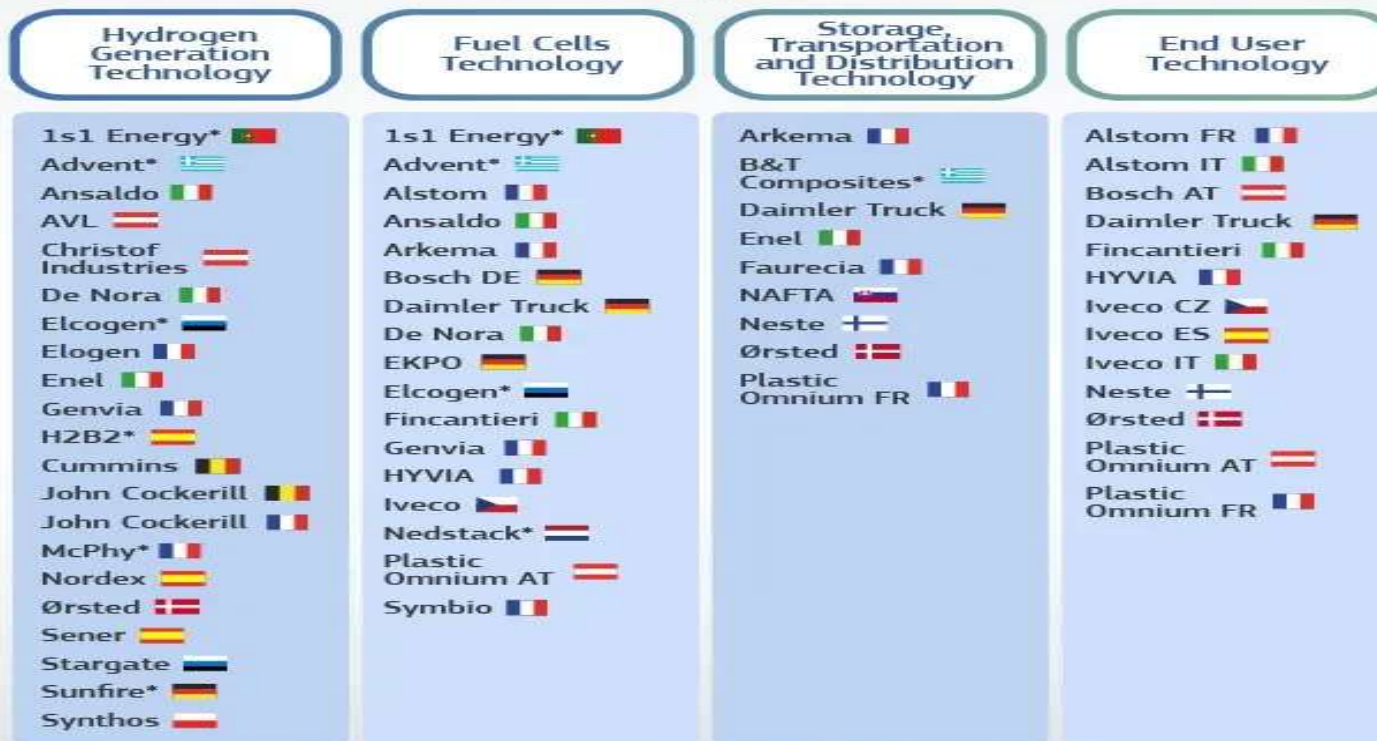 Hydrogen
Generation
Technology
1s1 Energy*
Advent*
Ansaldo
AVL
Christof
Industries
De Nora
Elcogen*
Elogen
Enel
Genvia
H2B2*
Cummins
John Cockerill
John Cockerill
McPhy*
Nordex
Ørsted
Sener
Stargate
Sunfire*
Synthos
Fuel Cells
Technology
1s1 Energy*
Advent*
Alstom
Ansaldo
Arkema
Bosch DE
Daimler Truck
De Nora
EKPO
Elcogen*
Fincantieri
Genvia
HYVIA
Iveco
Nedstack*
Plastic
Omnium AT
Symbio
Storage,
Transportation
and Distribution
Technology
Arkema
B&T
Composites*
Daimler Truck
Enel
Faurecia
NAFTA
Neste
Ørsted
Plastic
Omnium FR
End User
Technology
Alstom FR
Alstom IT
Bosch AT
Daimler Truck
Fincantieri
HYVIA
Iveco CZ
Iveco ES
Iveco IT
Neste
Ørsted
Plastic
Omnium AT
Plastic
Omnium FR